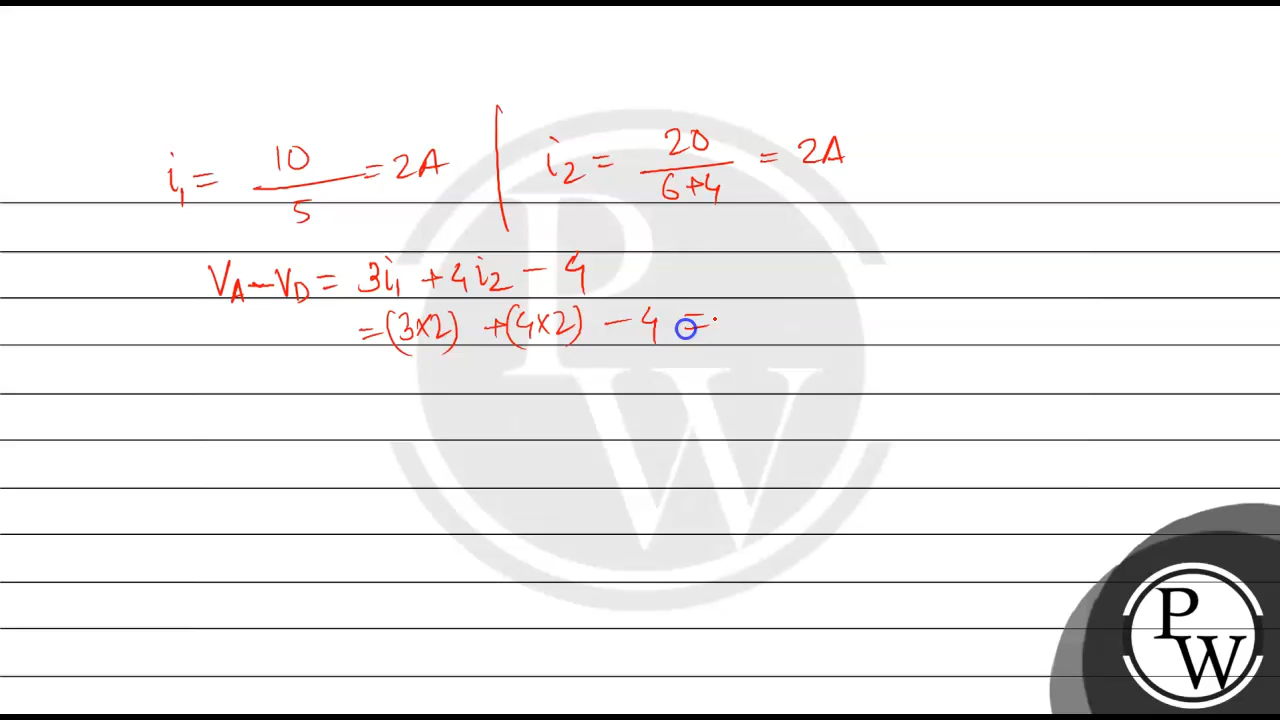 i₁ = 10/5 = 2A | i₂ = 20/(6+4) = 2A
V_A - V_D = 3i₁ + 4i₂ - 4
= (3×2) + (4×2) - 4 =
P
W
P
W